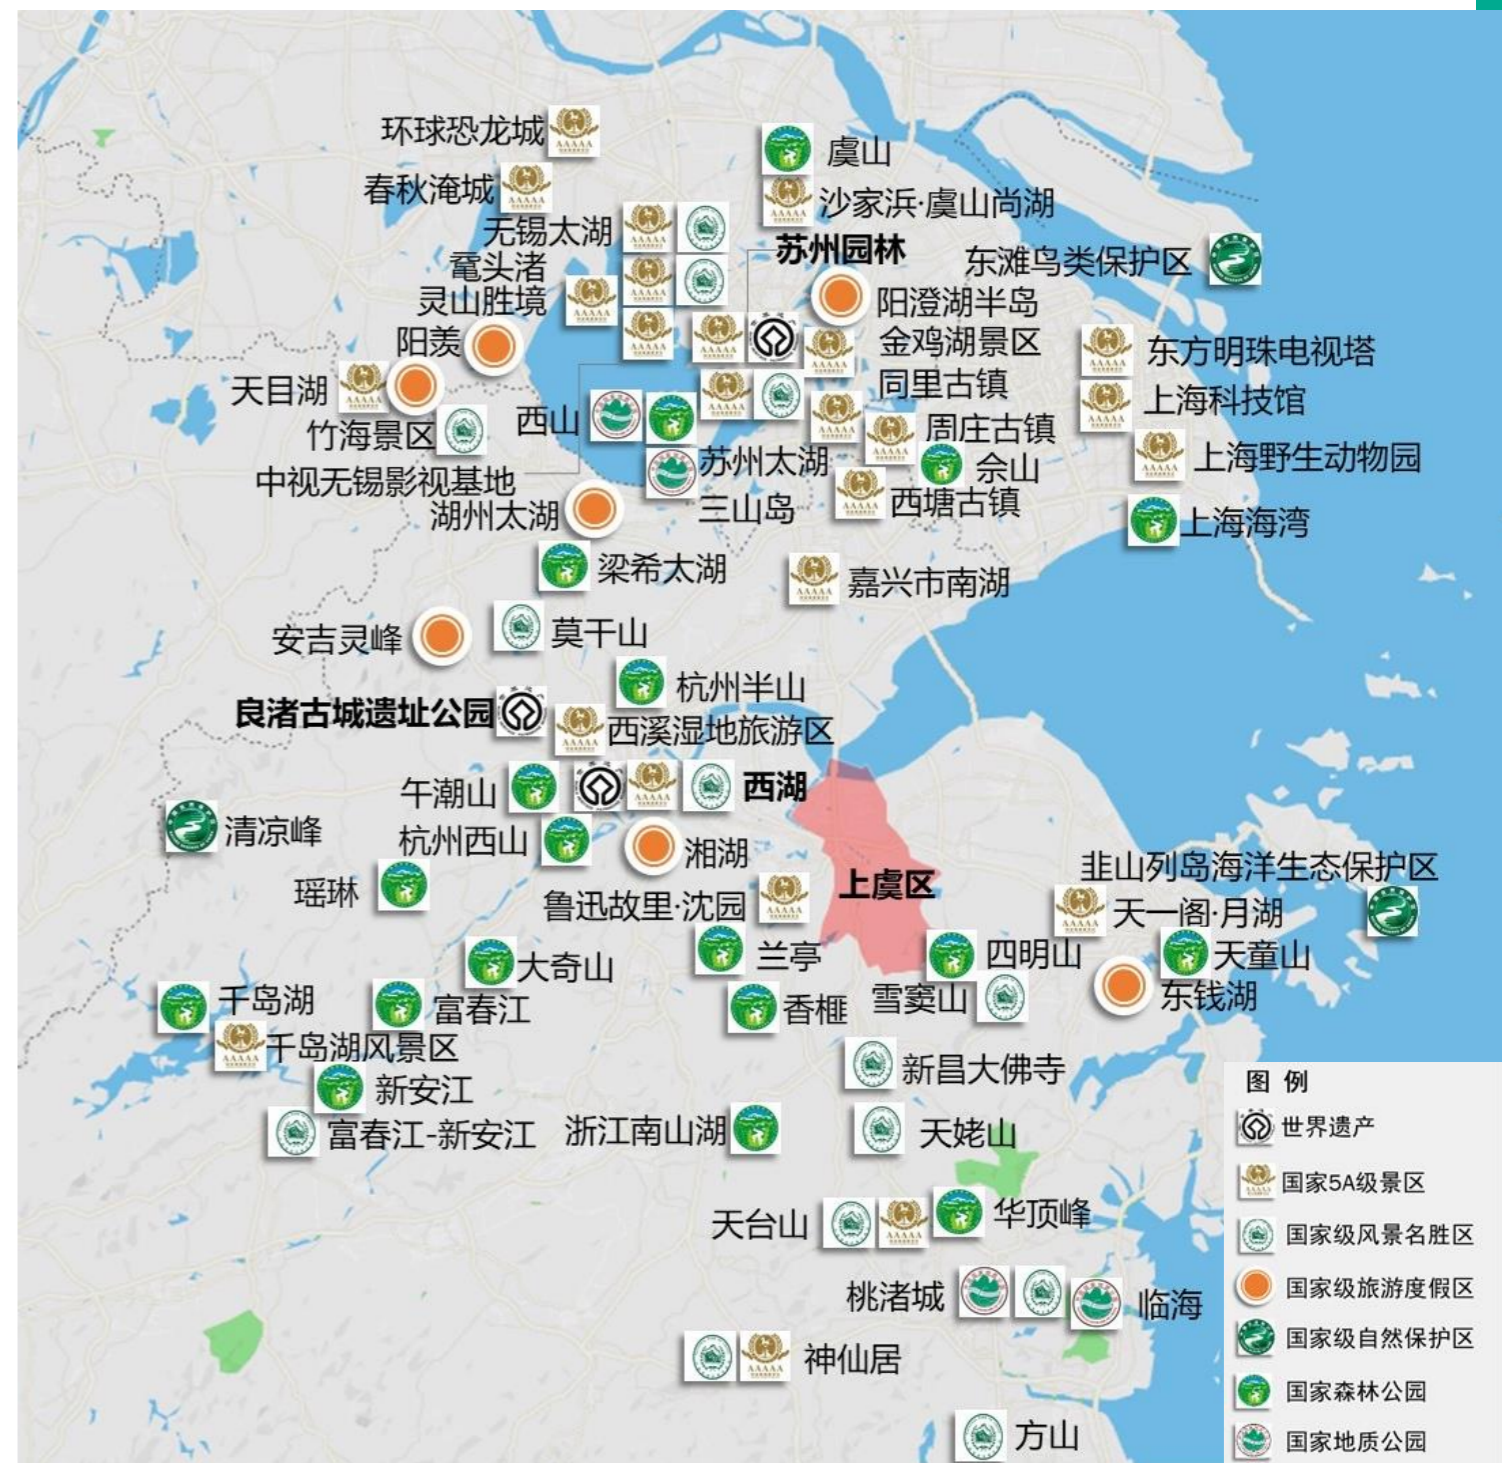 环球恐龙城
虞山
春秋淹城
沙家浜·虞山尚湖
无锡太湖
鼋头渚
苏州园林
东滩鸟类保护区
灵山胜境
阳澄湖半岛
阳羡
金鸡湖景区
东方明珠电视塔
天目湖
同里古镇
上海科技馆
西山
竹海景区
周庄古镇
苏州太湖
佘山
上海野生动物园
中视无锡影视基地
三山岛
西塘古镇
湖州太湖
上海海湾
梁希太湖
嘉兴市南湖
安吉灵峰
莫干山
杭州半山
良渚古城遗址公园
西溪湿地旅游区
午潮山
西湖
清凉峰
杭州西山
湘湖
瑶琳
上虞区
韭山列岛海洋生态保护区
鲁迅故里·沈园
天一阁·月湖
大奇山
兰亭
四明山
天童山
千岛湖
富春江
香榧
雪窦山
东钱湖
千岛湖风景区
新昌大佛寺
新安江
富春江-新安江
浙江南山湖
天姥山
天台山
华顶峰
桃渚城
临海
神仙居
方山
图 例
世界遗产
国家5A级景区
国家级风景名胜区
国家级旅游度假区
国家级自然保护区
国家森林公园
国家地质公园